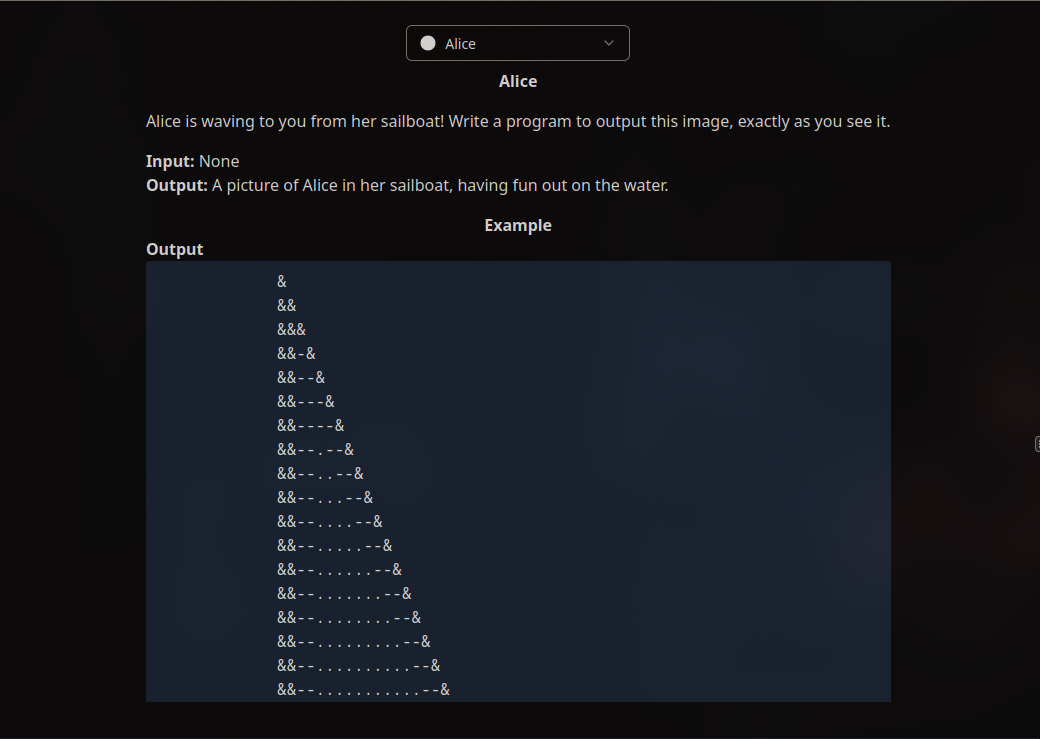 Alice
Alice
Alice is waving to you from her sailboat! Write a program to output this image, exactly as you see it.
Input: None
Output: A picture of Alice in her sailboat, having fun out on the water.
Example
Output
&
&&
&&&
&&-&
&&--&
&&---&
&&----&
&&--.--&
&&--..--&
&&--...--&
&&--....--&
&&--.....--&
&&--......--&
&&--.......--&
&&--........--&
&&--.........--&
&&--..........--&
&&--...........--&